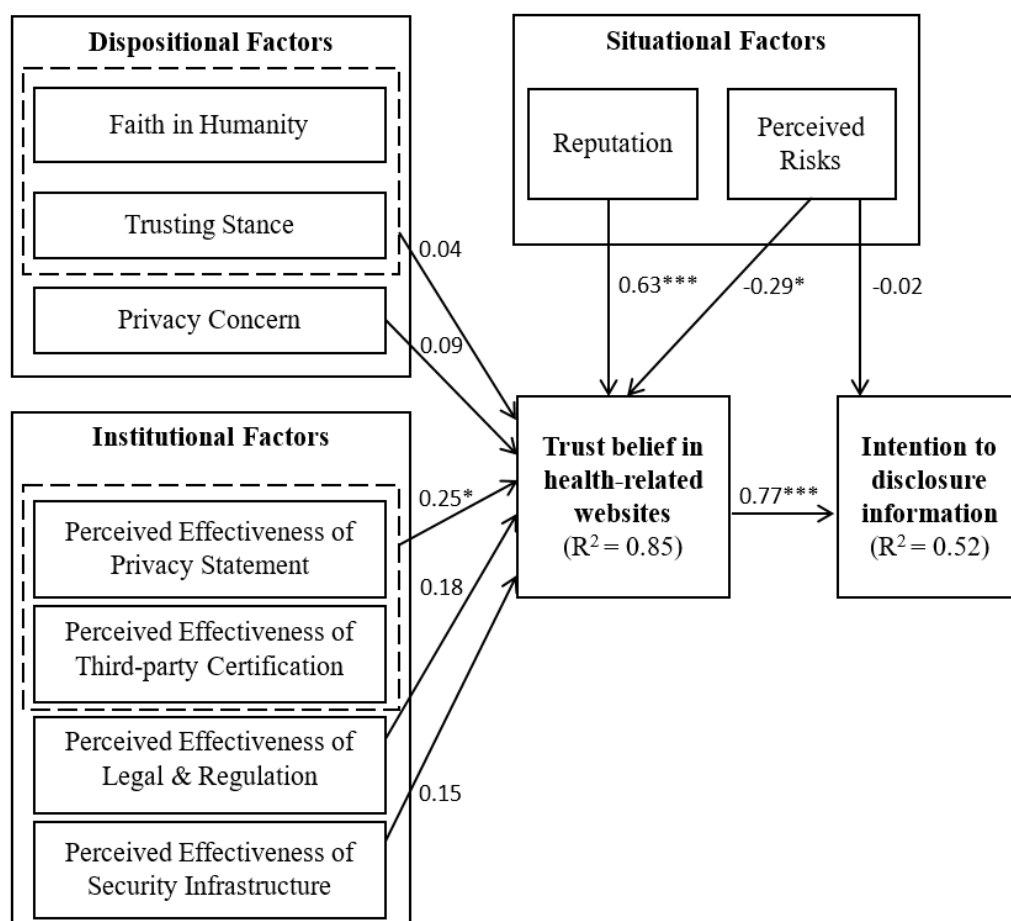 Dispositional Factors
Faith in Humanity
Trusting Stance
Privacy Concern
0.04
0.09
Situational Factors
Reputation
Perceived
Risks
0.63***
-0.29*
-0.02
Institutional Factors
Perceived Effectiveness of
Privacy Statement
Perceived Effectiveness of
Third-party Certification
Perceived Effectiveness of
Legal & Regulation
Perceived Effectiveness of
Security Infrastructure
0.25*
0.18
0.15
Trust belief in
health-related
websites
(R² = 0.85)
0.77***
Intention to
disclosure
information
(R² = 0.52)